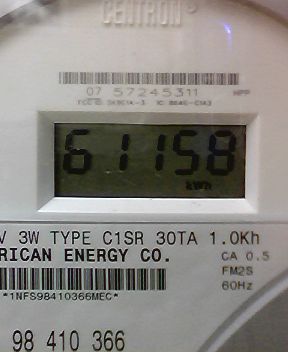 CENTRON®
07 57245311
61158
kWh
V 3W TYPE C1SR 30TA 1.0Kh
RICAN ENERGY CO. CA 0.5
FM2S
*1NFS98410366MEC* 60Hz
98 410 366